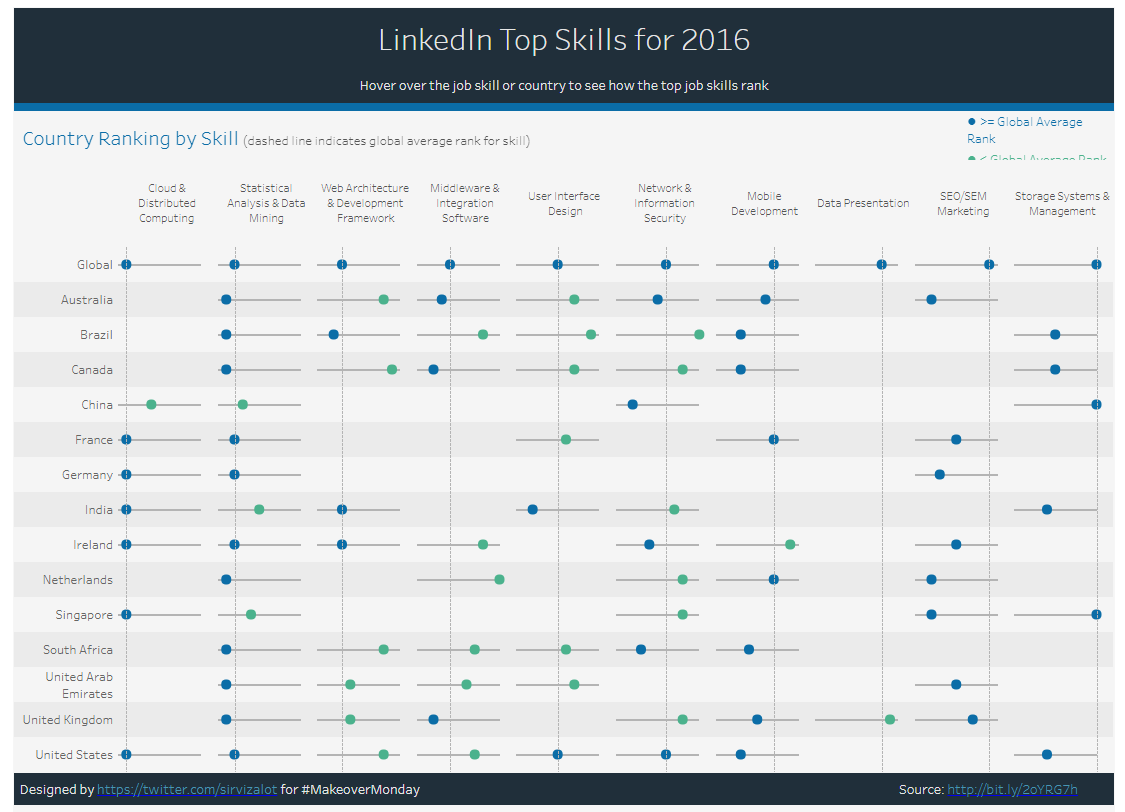 LinkedIn Top Skills for 2016
Hover over the job skill or country to see how the top job skills rank
Country Ranking by Skill (dashed line indicates global average rank for skill)
>= Global Average
Rank
< Global Average Rank
Cloud &
Distributed
Computing
Statistical
Analysis & Data
Mining
Web Architecture
& Development
Framework
Middleware &
Integration
Software
User Interface
Design
Network &
Information
Security
Mobile
Development
Data Presentation
SEO/SEM
Marketing
Storage Systems &
Management
Global
Australia
Brazil
Canada
China
France
Germany
India
Ireland
Netherlands
Singapore
South Africa
United Arab
Emirates
United Kingdom
United States
Designed by https://twitter.com/sirvizalot for #MakeoverMonday
Source: http://bit.ly/2oYRG7h